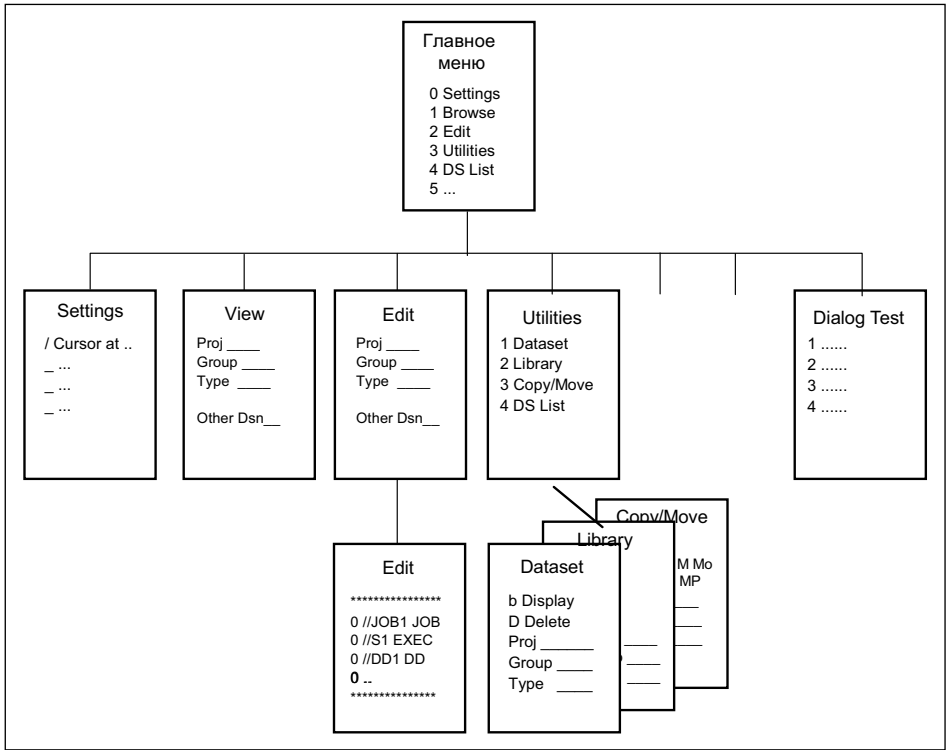 Главное
меню
0 Settings
1 Browse
2 Edit
3 Utilities
4 DS List
5 ...
Settings
/ Cursor at ..
_ ...
_ ...
_ ...
View
Proj ____
Group ____
Type ____
Other Dsn__
Edit
Proj ____
Group ____
Type ____
Other Dsn__
Utilities
1 Dataset
2 Library
3 Copy/Move
4 DS List
Dialog Test
1 ......
2 ......
3 ......
4 ......
Edit
****************
0 //JOB1 JOB
0 //S1 EXEC
0 //DD1 DD
0 ..
***************
Dataset
b Display
D Delete
Proj ______
Group ____
Type ____
Library
Copy/Move
M Mo
MP